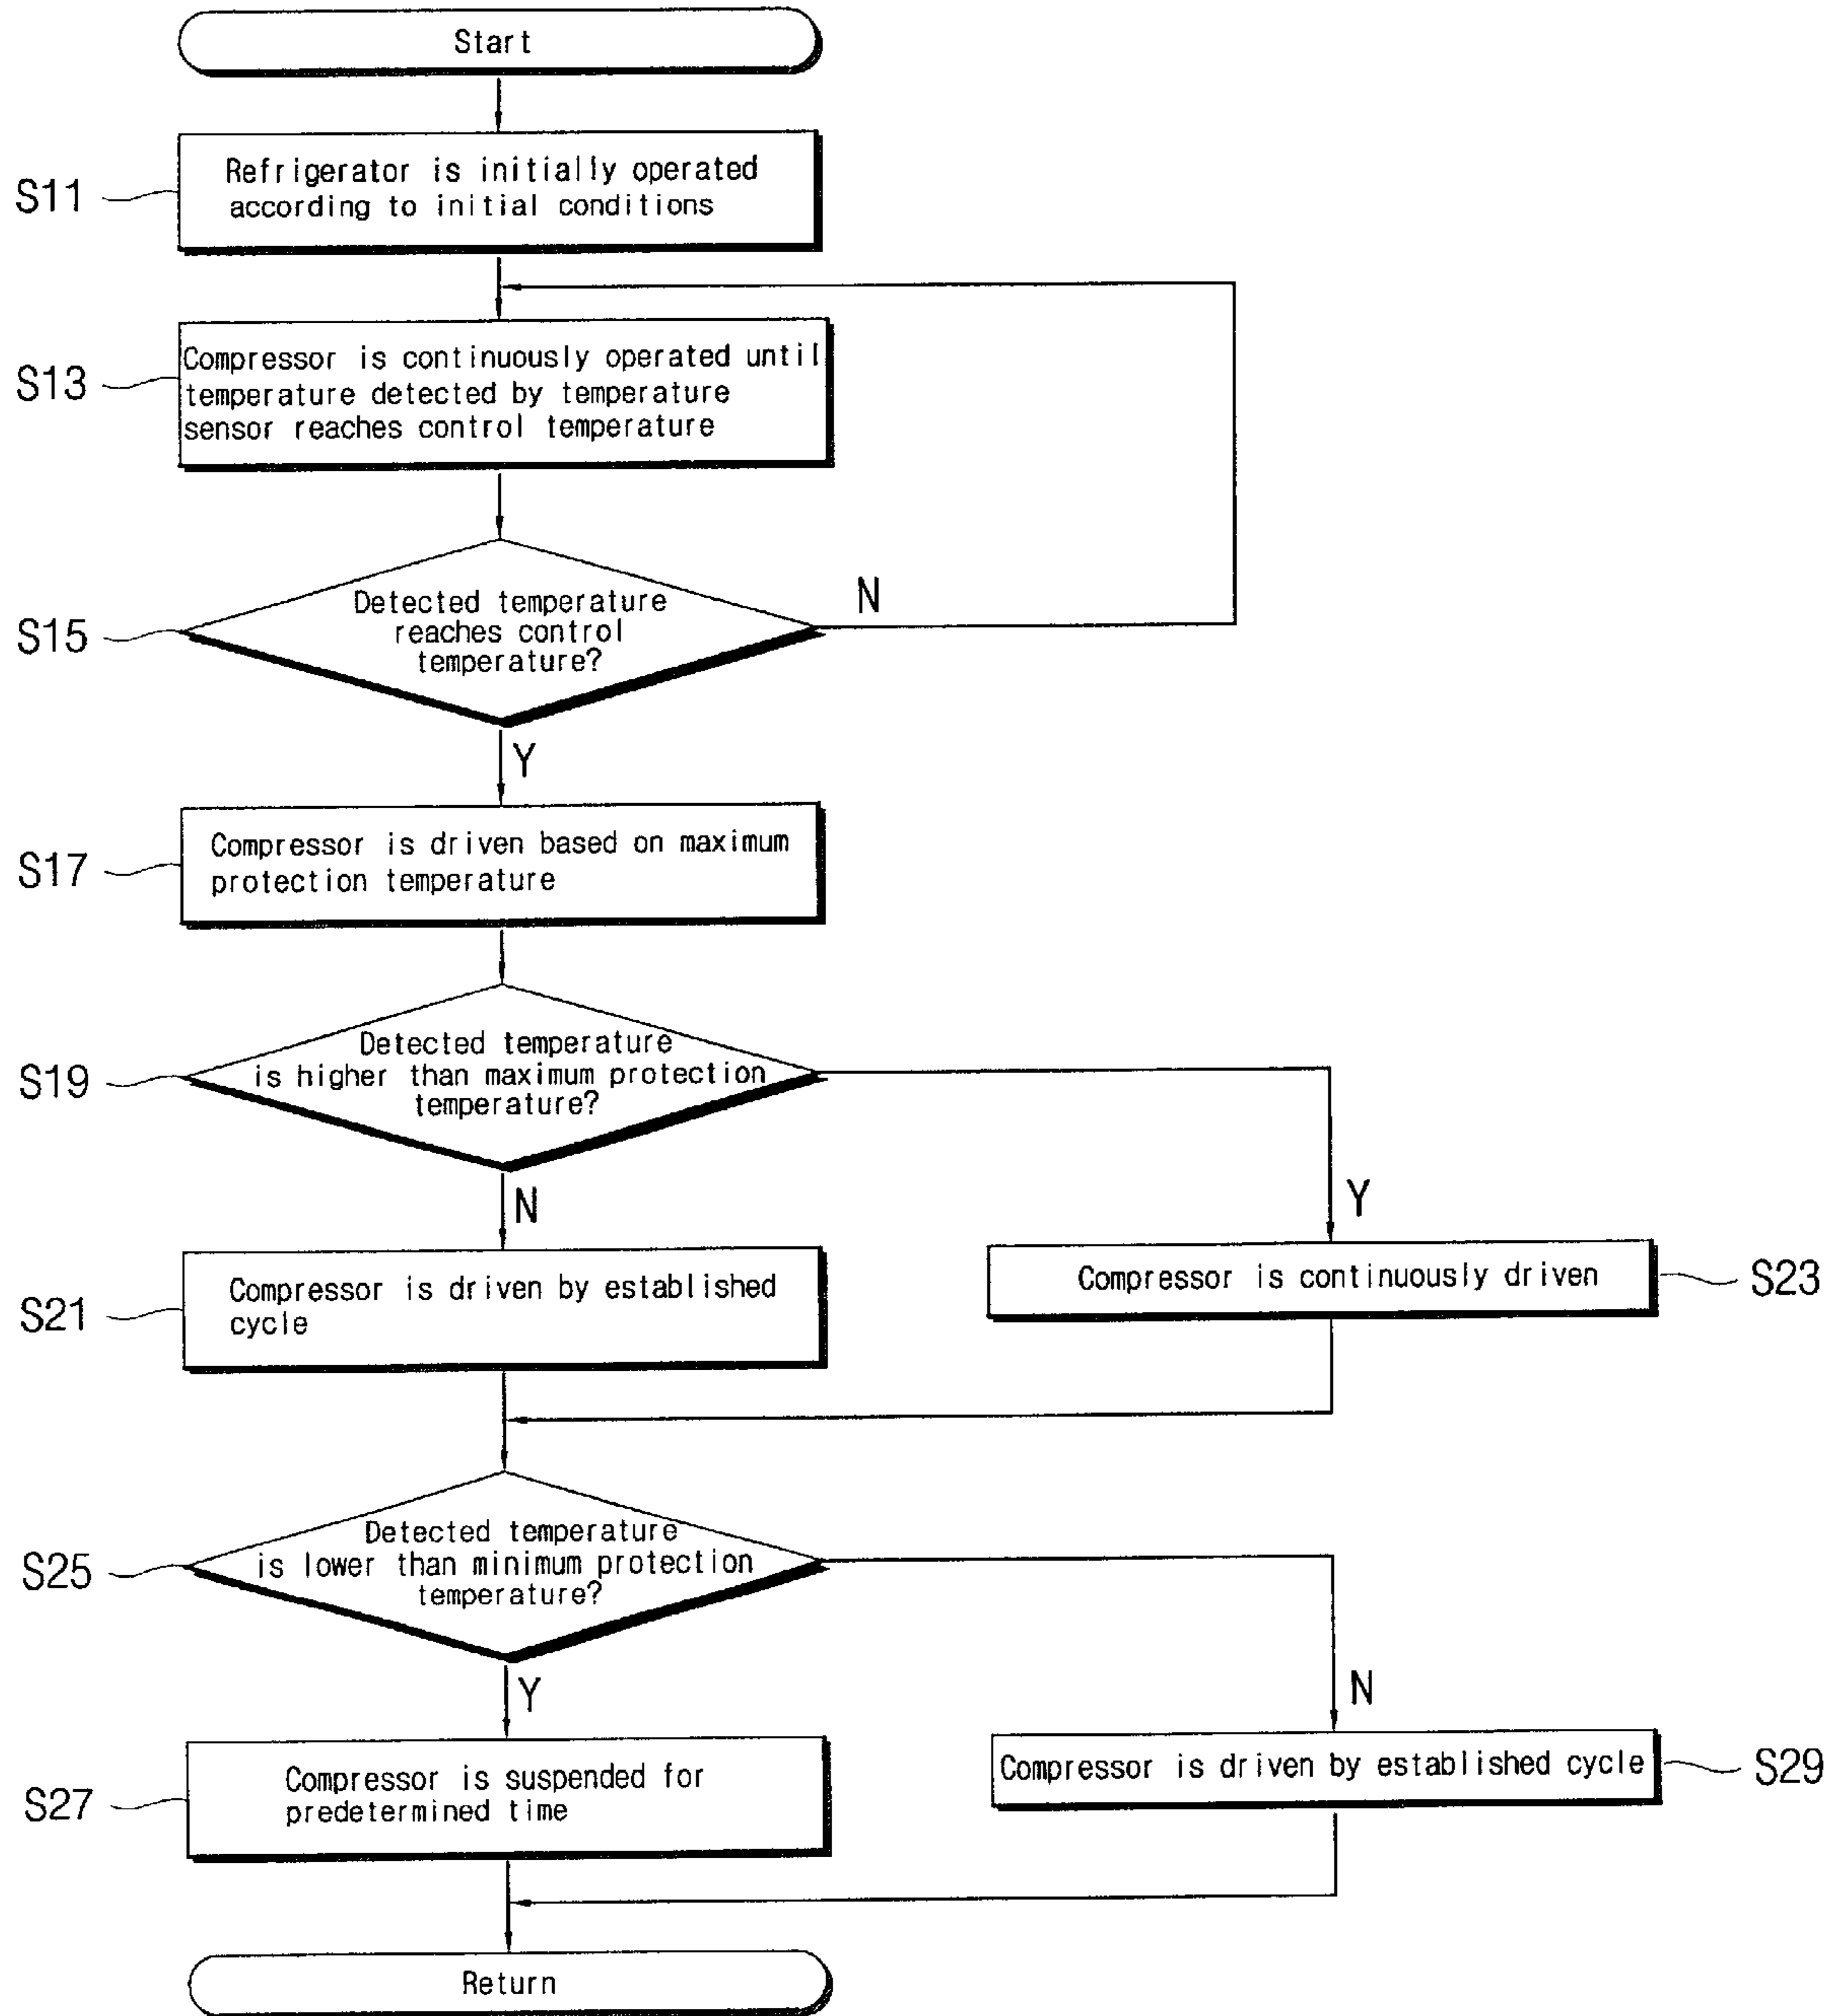 Start
S11
Refrigerator is initially operated
according to initial conditions
S13
Compressor is continuously operated until
temperature detected by temperature
sensor reaches control temperature
S15
Detected temperature
reaches control
temperature?
N
Y
S17
Compressor is driven based on maximum
protection temperature
S19
Detected temperature
is higher than maximum protection
temperature?
N
Y
S21
Compressor is driven by established
cycle
Compressor is continuously driven
S23
S25
Detected temperature
is lower than minimum protection
temperature?
Y
N
S27
Compressor is suspended for
predetermined time
Compressor is driven by established cycle
S29
Return